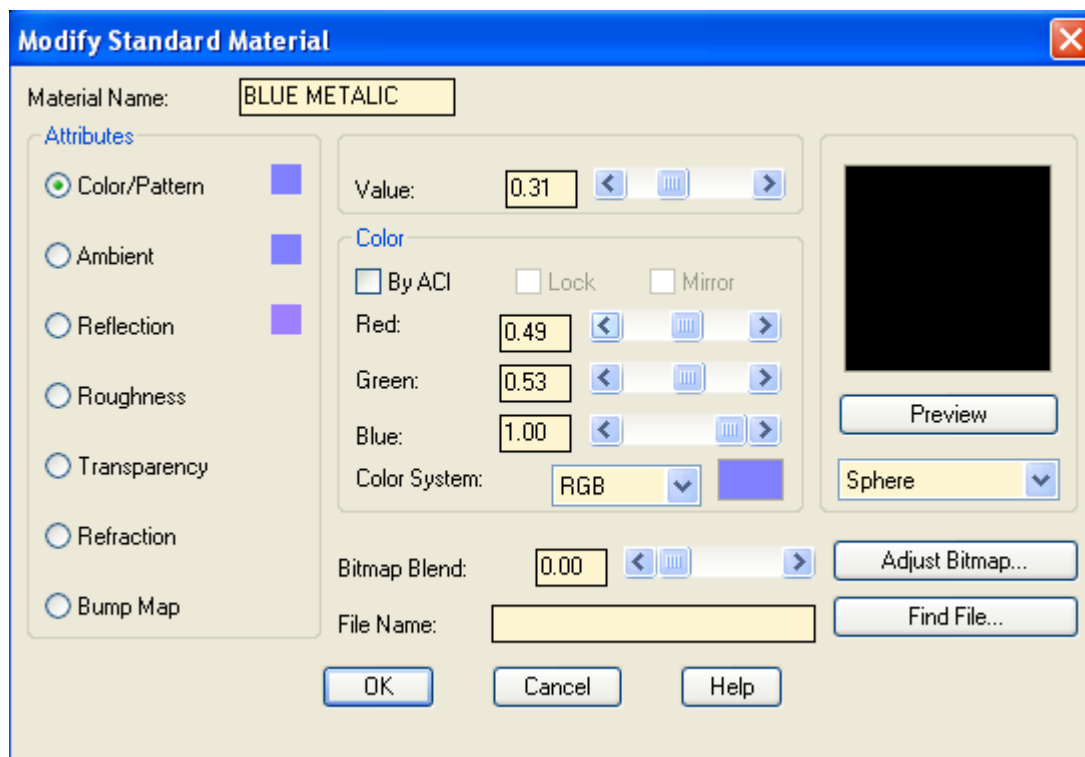 Modify Standard Material
Material Name: BLUE METALIC
Attributes
Color/Pattern
Ambient
Reflection
Roughness
Transparency
Refraction
Bump Map
Value: 0.31
Color
By ACI Lock Mirror
Red: 0.49
Green: 0.53
Blue: 1.00
Color System: RGB
Preview
Sphere
Bitmap Blend: 0.00
Adjust Bitmap...
File Name:
Find File...
OK Cancel Help